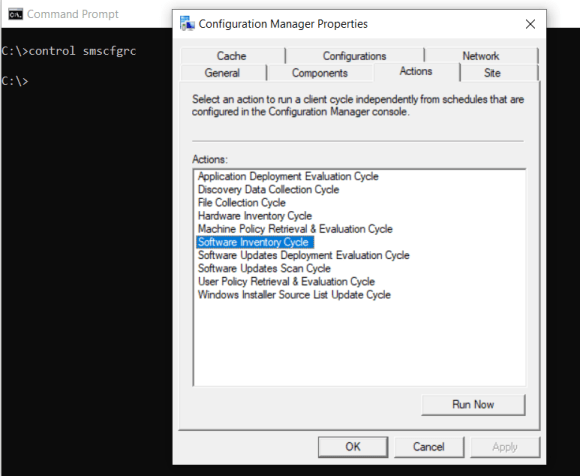 Command Prompt
C:\>control smscfgrc
C:\>
Configuration Manager Properties
Cache Configurations Network
General Components Actions Site
Select an action to run a client cycle independently from schedules that are
configured in the Configuration Manager console.
Actions:
Application Deployment Evaluation Cycle
Discovery Data Collection Cycle
File Collection Cycle
Hardware Inventory Cycle
Machine Policy Retrieval & Evaluation Cycle
Software Inventory Cycle
Software Updates Deployment Evaluation Cycle
Software Updates Scan Cycle
User Policy Retrieval & Evaluation Cycle
Windows Installer Source List Update Cycle
Run Now
OK Cancel Apply